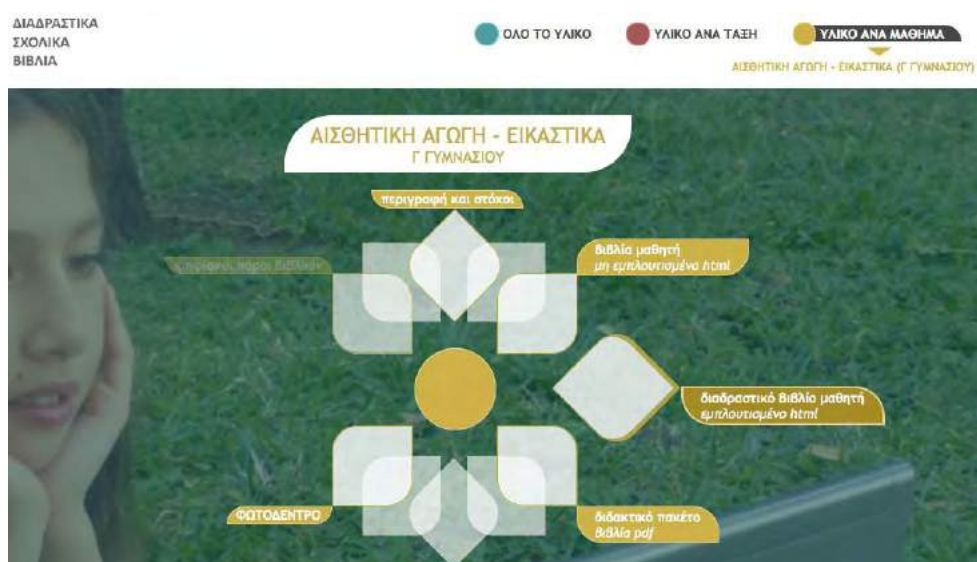 ΔΙΑΔΡΑΣΤΙΚΑ
ΣΧΟΛΙΚΑ
ΒΙΒΛΙΑ
ΟΛΟ ΤΟ ΥΛΙΚΟ
ΥΛΙΚΟ ΑΝΑ ΤΑΞΗ
ΥΛΙΚΟ ΑΝΑ ΜΑΘΗΜΑ
ΑΙΣΘΗΤΙΚΗ ΑΓΩΓΗ - ΕΙΚΑΣΤΙΚΑ (Γ ΓΥΜΝΑΣΙΟΥ)
ΑΙΣΘΗΤΙΚΗ ΑΓΩΓΗ - ΕΙΚΑΣΤΙΚΑ
Γ ΓΥΜΝΑΣΙΟΥ
περιγραφή και στόχοι
βιβλία μαθητή
μη εμπλουτισμένα html
διαδραστικό βιβλίο μαθητή
εμπλουτισμένο html
ΦΩΤΟΔΕΝΤΡΟ
διδακτικό πακέτο
βιβλία pdf